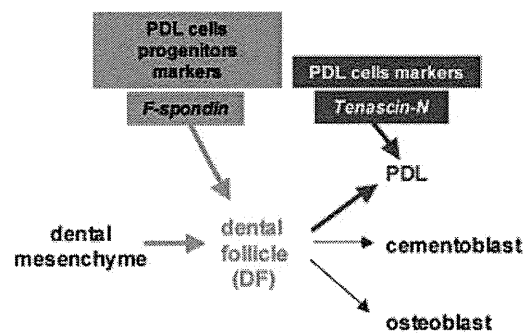 PDL cells
progenitors
markers
F-spondin
PDL cells markers
Tenascin-N
PDL
dental
mesenchyme
dental
follicle
(DF)
cementoblast
osteoblast